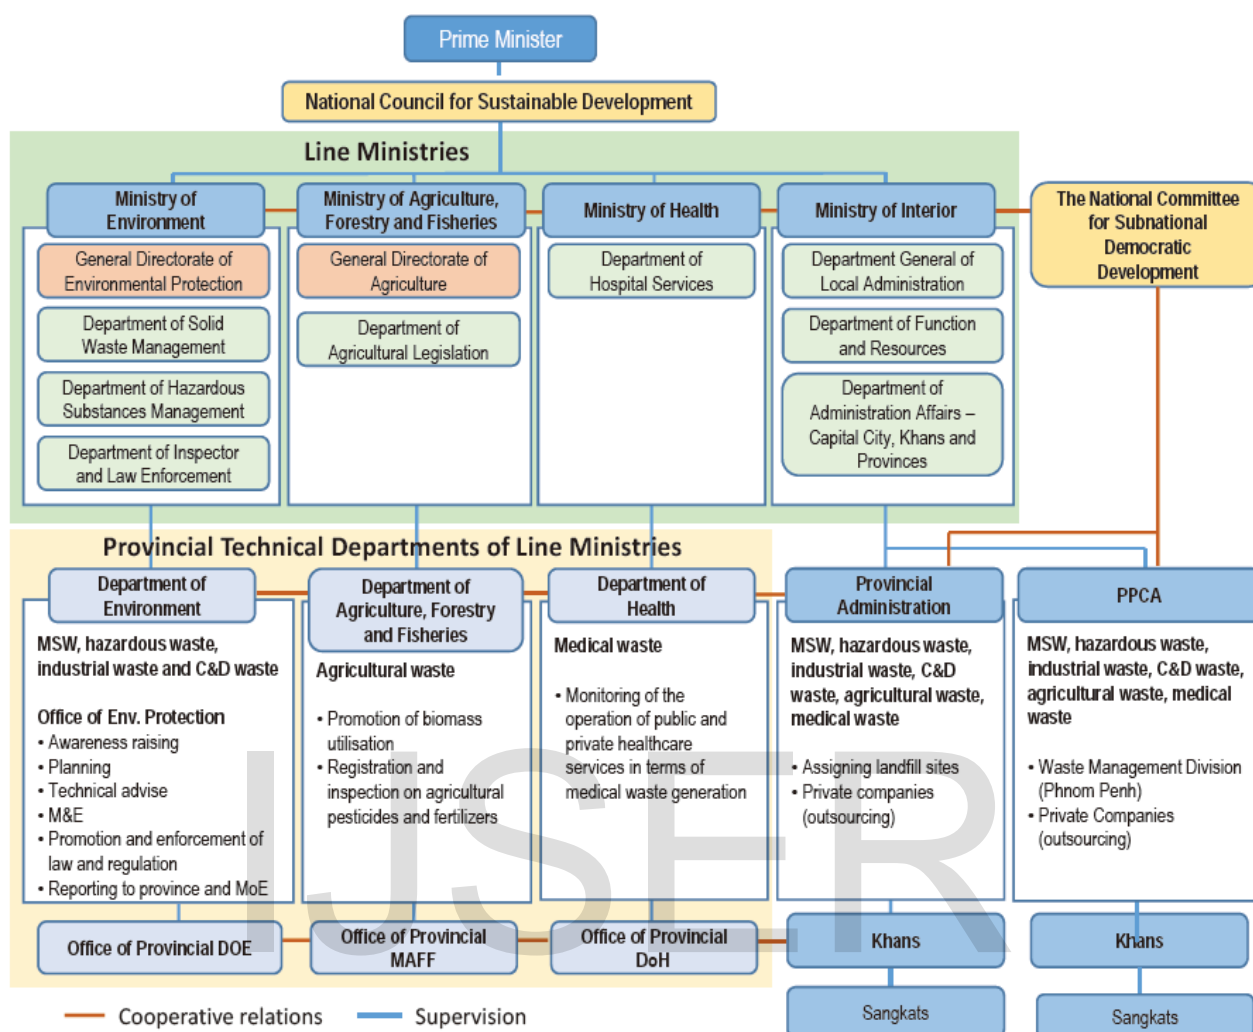 Prime Minister
National Council for Sustainable Development
Line Ministries
Ministry of
Environment
General Directorate of
Environmental Protection
Department of Solid
Waste Management
Department of Hazardous
Substances Management
Department of Inspector
and Law Enforcement
Ministry of Agriculture,
Forestry and Fisheries
General Directorate of
Agriculture
Department of
Agricultural Legislation
Ministry of Health
Department of
Hospital Services
Ministry of Interior
Department General of
Local Administration
Department of Function
and Resources
Department of
Administration Affairs –
Capital City, Khans and
Provinces
The National Committee
for Subnational
Democratic
Development
Provincial Technical Departments of Line Ministries
Department of
Environment
MSW, hazardous waste,
industrial waste and C&D waste
Office of Env. Protection
• Awareness raising
• Planning
• Technical advise
• M&E
• Promotion and enforcement of
law and regulation
• Reporting to province and MoE
Office of Provincial DOE
Department of
Agriculture, Forestry
and Fisheries
Agricultural waste
• Promotion of biomass
utilisation
• Registration and
inspection on agricultural
pesticides and fertilizers
Office of Provincial
MAFF
Department of
Health
Medical waste
• Monitoring of the
operation of public and
private healthcare
services in terms of
medical waste generation
Office of Provincial
DoH
Provincial
Administration
MSW, hazardous waste,
industrial waste, C&D
waste, agricultural waste,
medical waste
• Assigning landfill sites
• Private companies
(outsourcing)
Khans
Sangkats
PPCA
MSW, hazardous waste,
industrial waste, C&D waste,
agricultural waste, medical
waste
• Waste Management Division
(Phnom Penh)
• Private Companies
(outsourcing)
Khans
Sangkats
Cooperative relations
Supervision
IJSER